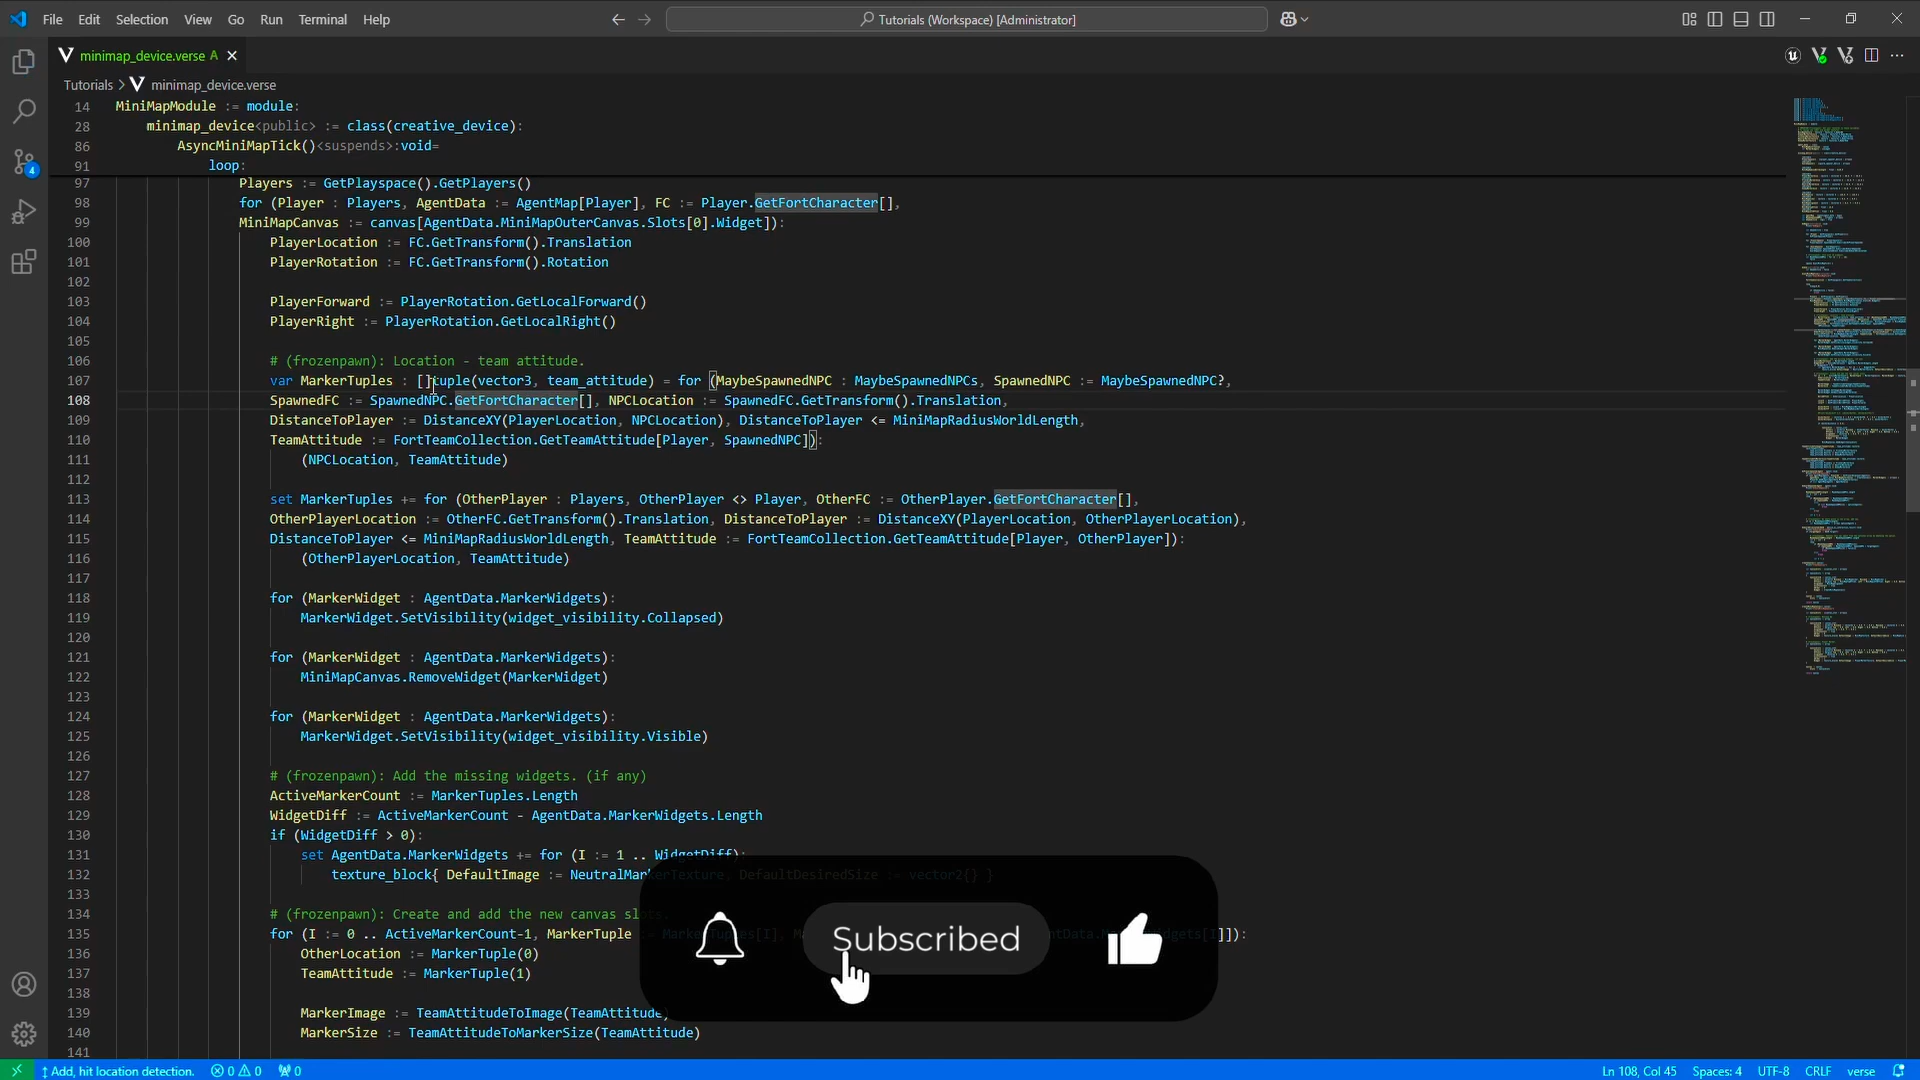 File Edit Selection View Go Run Terminal Help
Tutorials (Workspace) [Administrator]
minimap_device.verse A
Tutorials > minimap_device.verse
14 MiniMapModule := module:
28 minimap_device<public> := class(creative_device):
86 AsyncMiniMapTick()<suspends>:void=
91 loop:
97 Players := GetPlayspace().GetPlayers()
98 for (Player : Players, AgentData := AgentMap[Player], FC := Player.GetFortCharacter[],
99 MiniMapCanvas := canvas[AgentData.MiniMapOuterCanvas.Slots[0].Widget]):
100 PlayerLocation := FC.GetTransform().Translation
101 PlayerRotation := FC.GetTransform().Rotation
102
103 PlayerForward := PlayerRotation.GetLocalForward()
104 PlayerRight := PlayerRotation.GetLocalRight()
105
106 # (frozenpawn): Location - team attitude.
107 var MarkerTuples : []tuple(vector3, team_attitude) = for (MaybeSpawnedNPC : MaybeSpawnedNPCs, SpawnedNPC := MaybeSpawnedNPC?,
108 SpawnedFC := SpawnedNPC.GetFortCharacter[], NPCLocation := SpawnedFC.GetTransform().Translation,
109 DistanceToPlayer := DistanceXY(PlayerLocation, NPCLocation), DistanceToPlayer <= MiniMapRadiusWorldLength,
110 TeamAttitude := FortTeamCollection.GetTeamAttitude[Player, SpawnedNPC]):
111 (NPCLocation, TeamAttitude)
112
113 set MarkerTuples += for (OtherPlayer : Players, OtherPlayer <> Player, OtherFC := OtherPlayer.GetFortCharacter[],
114 OtherPlayerLocation := OtherFC.GetTransform().Translation, DistanceToPlayer := DistanceXY(PlayerLocation, OtherPlayerLocation),
115 DistanceToPlayer <= MiniMapRadiusWorldLength, TeamAttitude := FortTeamCollection.GetTeamAttitude[Player, OtherPlayer]):
116 (OtherPlayerLocation, TeamAttitude)
117
118 for (MarkerWidget : AgentData.MarkerWidgets):
119 MarkerWidget.SetVisibility(widget_visibility.Collapsed)
120
121 for (MarkerWidget : AgentData.MarkerWidgets):
122 MiniMapCanvas.RemoveWidget(MarkerWidget)
123
124 for (MarkerWidget : AgentData.MarkerWidgets):
125 MarkerWidget.SetVisibility(widget_visibility.Visible)
126
127 # (frozenpawn): Add the missing widgets. (if any)
128 ActiveMarkerCount := MarkerTuples.Length
129 WidgetDiff := ActiveMarkerCount - AgentData.MarkerWidgets.Length
130 if (WidgetDiff > 0):
131 set AgentData.MarkerWidgets += for (I := 1 .. WidgetDiff):
132 texture_block{ DefaultImage := NeutralMarkerTexture, DefaultDesiredSize := vector2{} }
133
134 # (frozenpawn): Create and add the new canvas slots.
135 for (I := 0 .. ActiveMarkerCount-1, MarkerTuple := MarkerTuples[I],
136 OtherLocation := MarkerTuple(0)
137 TeamAttitude := MarkerTuple(1)
138
139 MarkerImage := TeamAttitudeToImage(TeamAttitude)
140 MarkerSize := TeamAttitudeToMarkerSize(TeamAttitude)
141
Subscribed
4
Add, hit location detection. 0 0 0 Ln 108, Col 45 Spaces: 4 UTF-8 CRLF verse